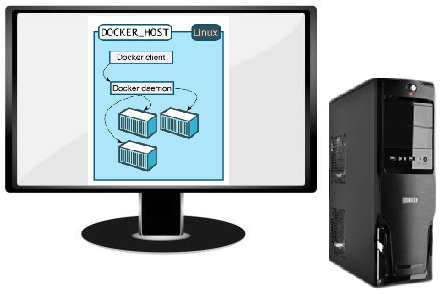 DOCKER_HOST
Linux
Docker client
Docker daemon